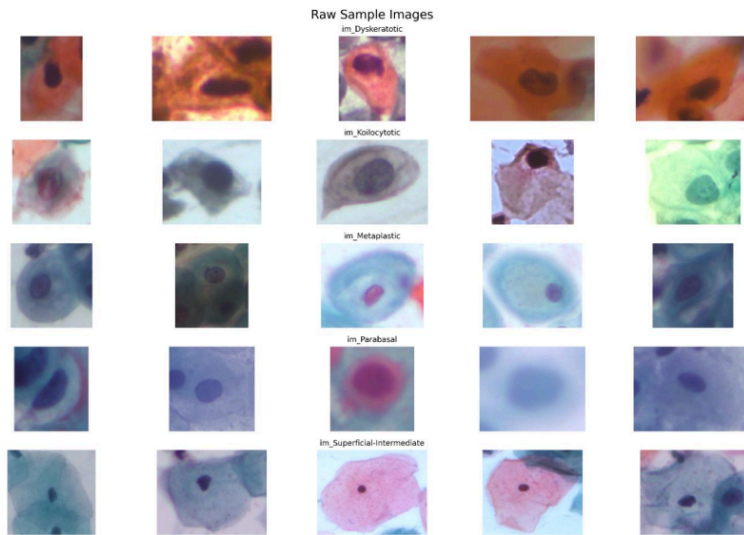 Raw Sample Images
im_Dyskeratotic
im_Koilocytotic
im_Metaplastic
im_Parabasal
im_Superficial-Intermediate